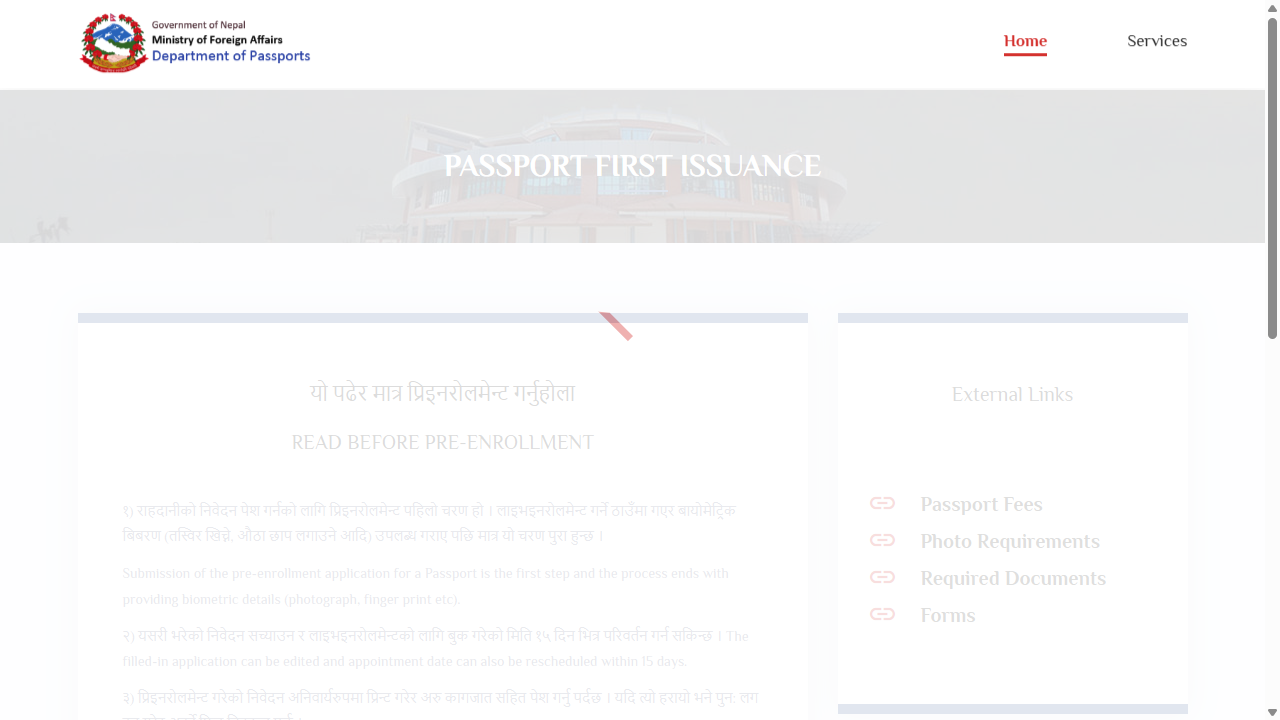 Government of Nepal
Ministry of Foreign Affairs
Department of Passports
Home
Services
PASSPORT FIRST ISSUANCE
यो पढेर मात्र प्रिइनरोलमेन्ट गर्नुहोला
READ BEFORE PRE-ENROLLMENT
१) राहदानीको निवेदन पेश गर्नको लागि प्रिइनरोलमेन्ट पहिलो चरण हो । लाइभइनरोलमेन्ट गर्ने ठाउँमा गएर बायोमेट्रिक
बिबरण (तस्विर खिच्ने, औठा छाप लगाउने आदि) उपलब्ध गराए पछि मात्र यो चरण पुरा हुन्छ ।
Submission of the pre-enrollment application for a Passport is the first step and the process ends with
providing biometric details (photograph, finger print etc).
२) यसरी भरेको निवेदन सच्याउन र लाइभइनरोलमेन्टको लागि बुक गरेको मिति १५ दिन भित्र परिवर्तन गर्न सकिन्छ । The
filled-in application can be edited and appointment date can also be rescheduled within 15 days.
३) प्रिइनरोलमेन्ट गरेको निवेदन अनिवार्यरुपमा प्रिन्ट गरेर अरु कागजात सहित पेश गर्नु पर्दछ । यदि त्यो हरायो भने पुन: लग
External Links
Passport Fees
Photo Requirements
Required Documents
Forms